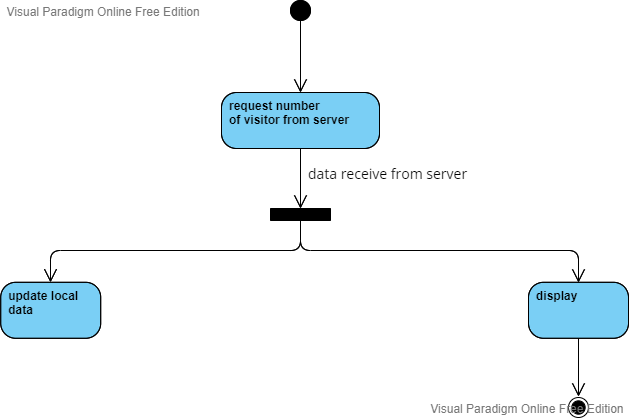 Visual Paradigm Online Free Edition
request number
of visitor from server
data receive from server
update local
data
display
Visual Paradigm Online Free Edition